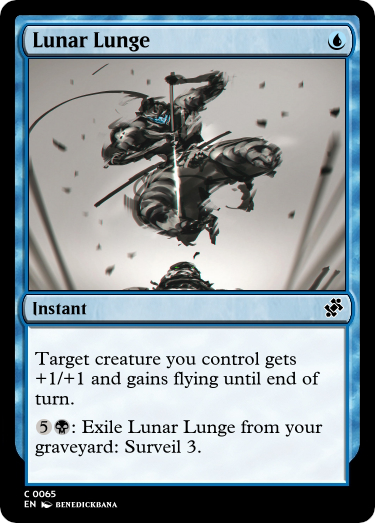 Lunar Lunge
Instant
Target creature you control gets
+1/+1 and gains flying until end of
turn.
5: Exile Lunar Lunge from your
graveyard: Surveil 3.
C 0065
EN BENEDICKBANA